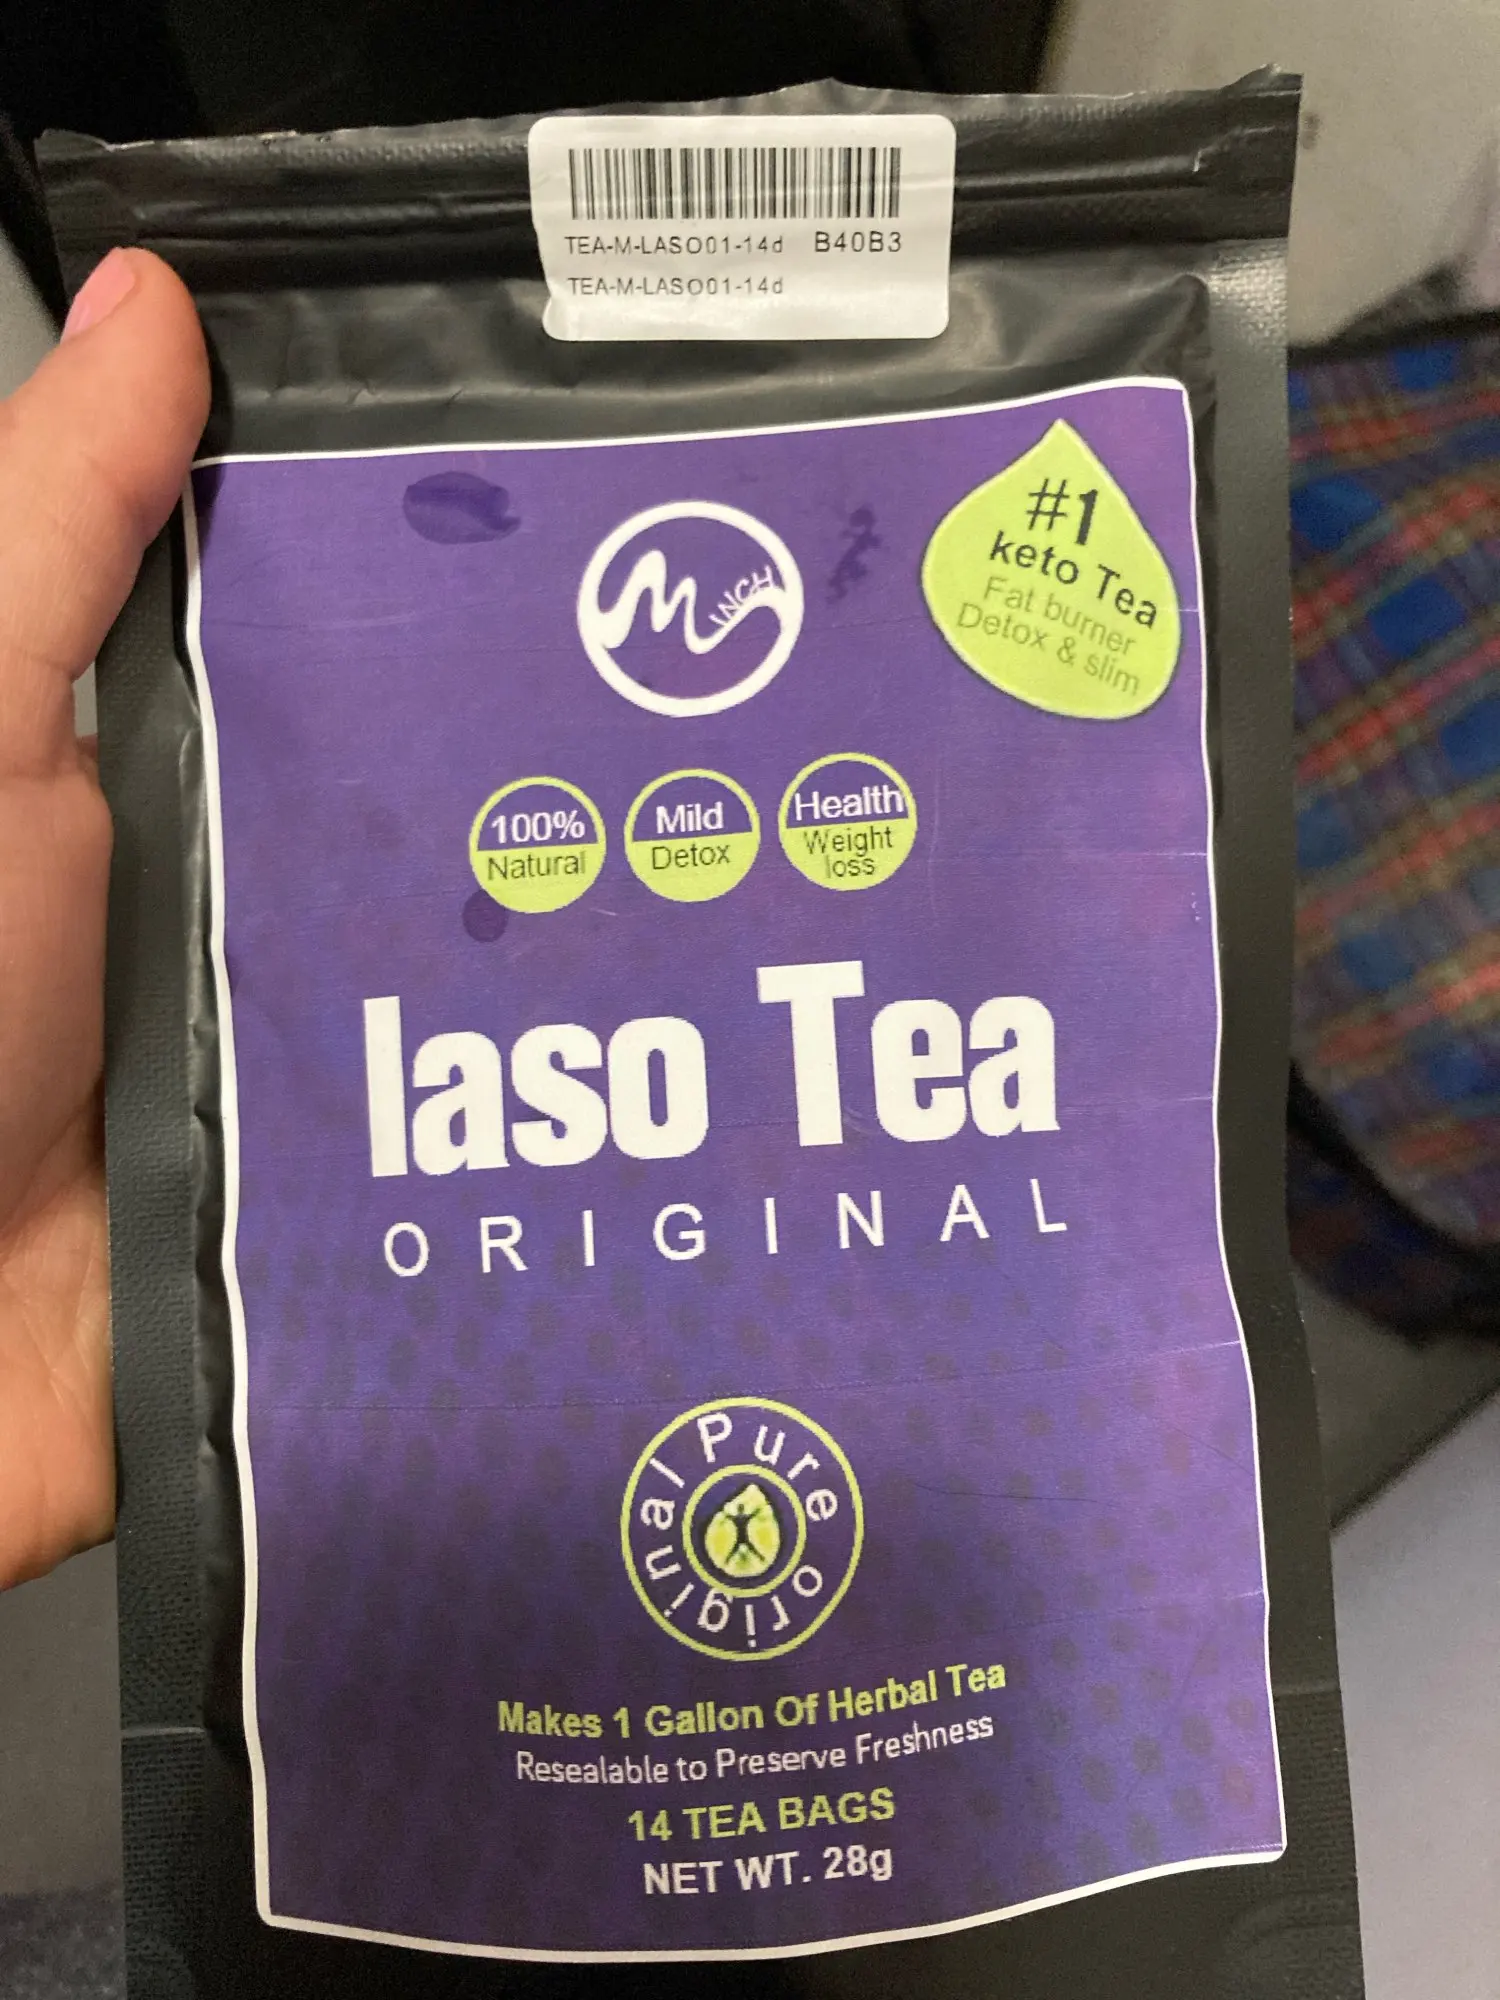 TEA-M-LASO01-14d B40B3
TEA-M-LASO01-14d
MINCH
#1
keto Tea
Fat burner
Detox & slim
100%
Natural
Mild
Detox
Health
Weight
loss
Iaso Tea
ORIGINAL
Pure original
Makes 1 Gallon Of Herbal Tea
Resealable to Preserve Freshness
14 TEA BAGS
NET WT. 28g